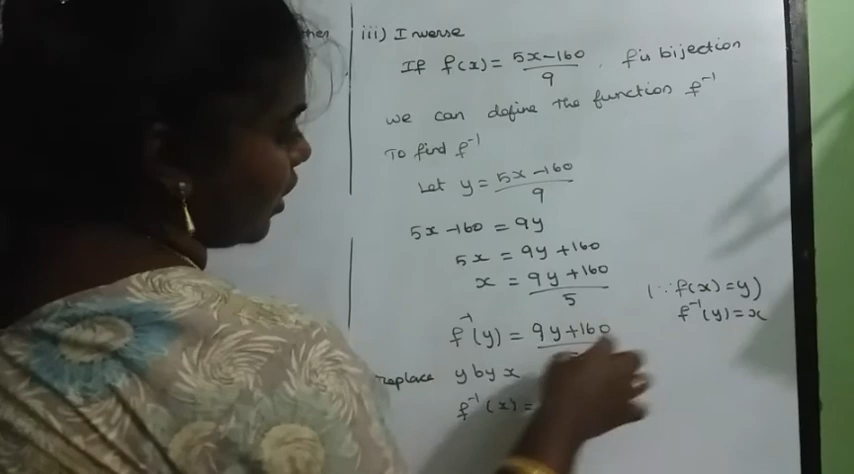 iii) Inverse
If f(x) = 5x-160/9, f is bijection
we can define the function f⁻¹
To find f⁻¹
Let y = 5x-160/9
5x-160 = 9y
5x = 9y+160
x = 9y+160/5
(∵ f(x)=y)
f⁻¹(y)=x
f⁻¹(y) = 9y+160
replace y by x
f⁻¹(x) =